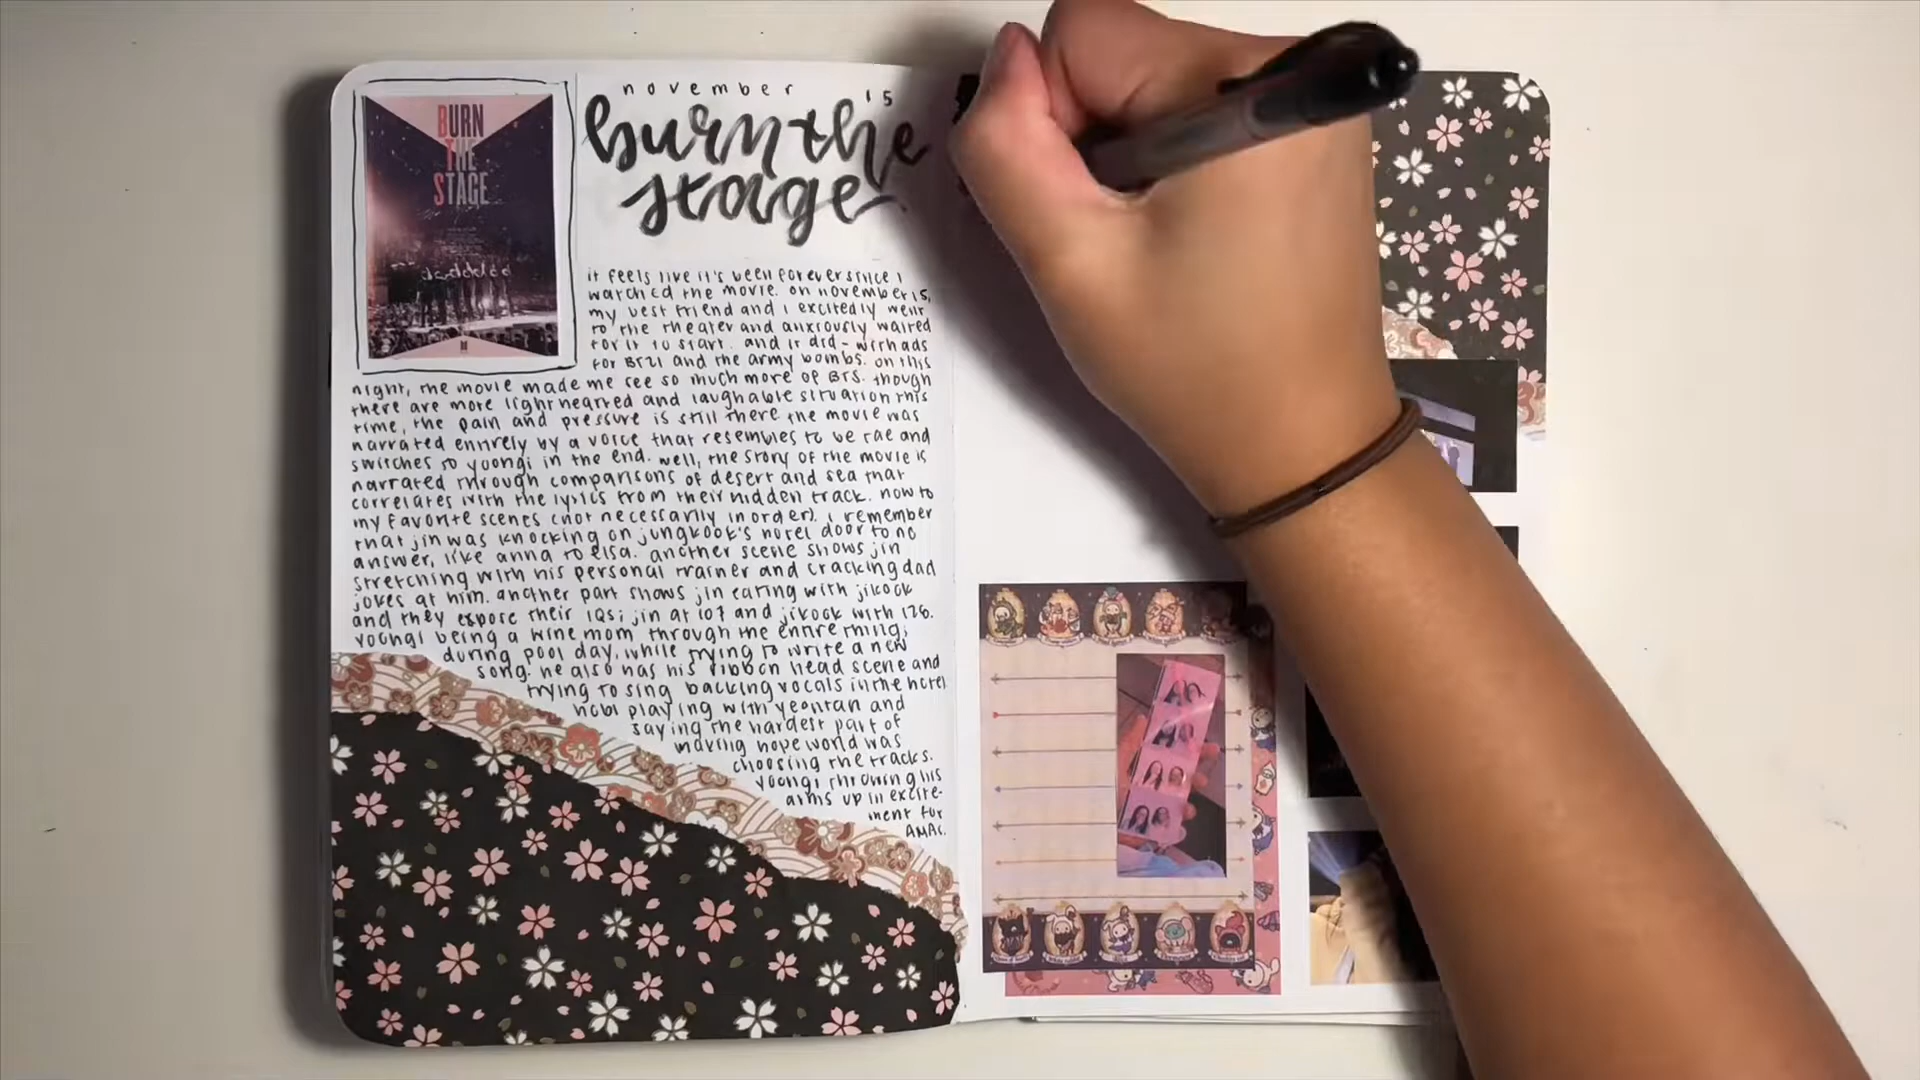 BURN
THE
STAGE
november
'15
burn the
stage
it feels like it's been forever since i
watched the movie. on november 15,
my best friend and i excitedly went
to the theater and anxiously waited
for it to start. and it did - with ads
for BT21 and the army bombs. on this
night, the movie made me see so much more of BTS. though
there are more lighthearted and laughable situation this
time, the pain and pressure is still there the movie was
narrated entirely by a voice that resembles to be rae and
switches to yoongi in the end. well, the story of the movie is
narrated through comparisons of desert and sea that
correlates with the lyrics from their hidden track. now to
my favorite scenes (not necessarily in order). i remember
that jin was knocking on jungkook's hotel door to no
answer, like anna to elsa. another scene shows jin
stretching with his personal trainer and cracking dad
jokes at him. another part shows jin eating with jikook
and they expose their IQs; jin at 107 and jikook with 126.
yoongi being a wine mom through the entire thing;
during pool day, while trying to write a new
song. he also has his ribbon head scene and
trying to sing backing vocals in the hotel
hobi playing with yeontan and
saying the hardest part of
making hope world was
choosing the tracks.
yoongi throwing his
arms up in excite-
ment for
AMAs.